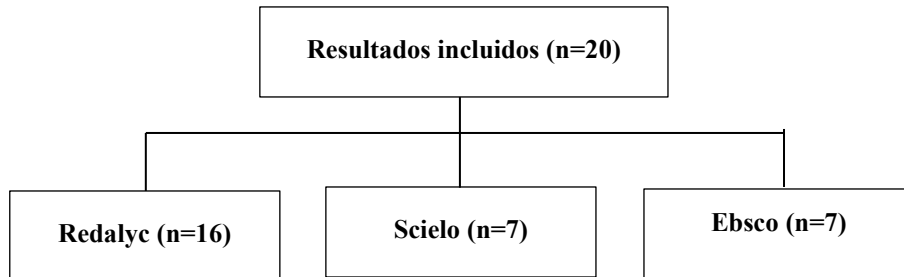 Resultados incluidos (n=20)
Redalyc (n=16)
Scielo (n=7)
Ebsco (n=7)